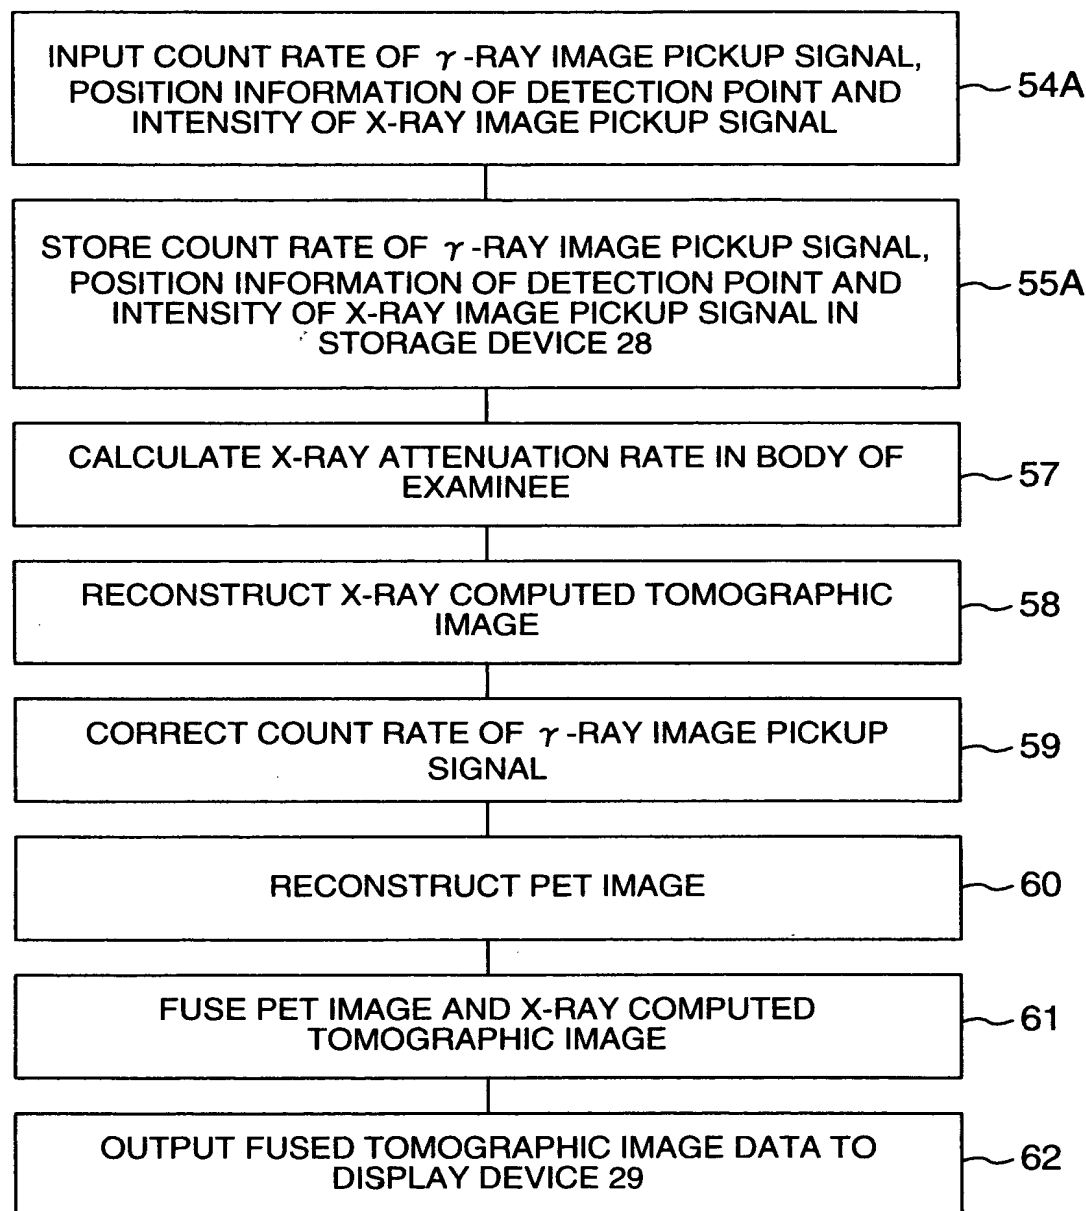 INPUT COUNT RATE OF γ-RAY IMAGE PICKUP SIGNAL,
POSITION INFORMATION OF DETECTION POINT AND
INTENSITY OF X-RAY IMAGE PICKUP SIGNAL
54A
STORE COUNT RATE OF γ-RAY IMAGE PICKUP SIGNAL,
POSITION INFORMATION OF DETECTION POINT AND
INTENSITY OF X-RAY IMAGE PICKUP SIGNAL IN
STORAGE DEVICE 28
55A
CALCULATE X-RAY ATTENUATION RATE IN BODY OF
EXAMINEE
57
RECONSTRUCT X-RAY COMPUTED TOMOGRAPHIC
IMAGE
58
CORRECT COUNT RATE OF γ-RAY IMAGE PICKUP
SIGNAL
59
RECONSTRUCT PET IMAGE
60
FUSE PET IMAGE AND X-RAY COMPUTED
TOMOGRAPHIC IMAGE
61
OUTPUT FUSED TOMOGRAPHIC IMAGE DATA TO
DISPLAY DEVICE 29
62